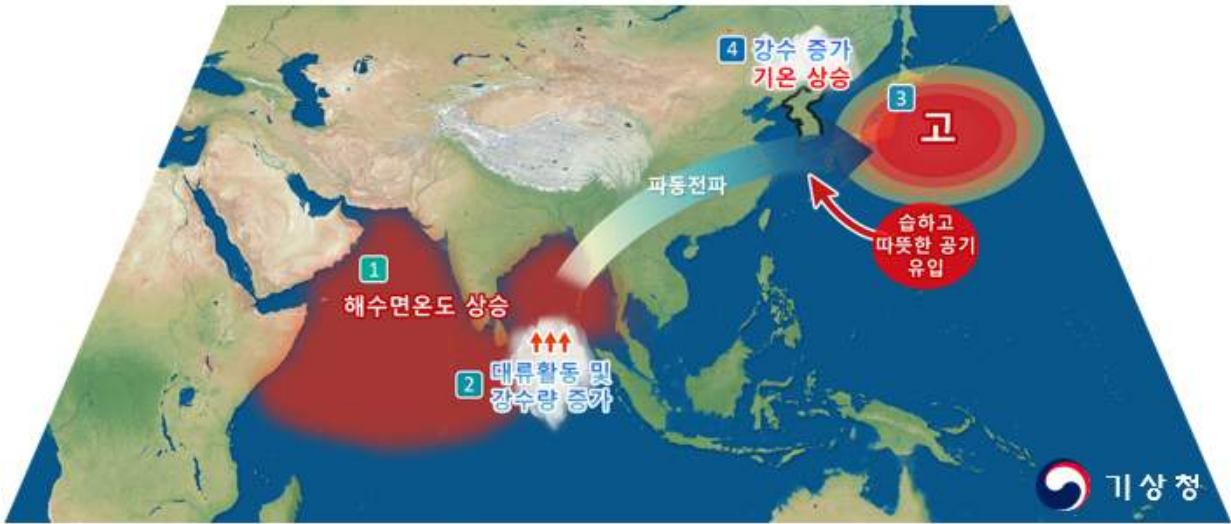 4 강수 증가
기온 상승
3
고
파동전파
습하고
따뜻한 공기
유입
1
해수면온도 상승
2 대류활동 및
강수량 증가
기상청